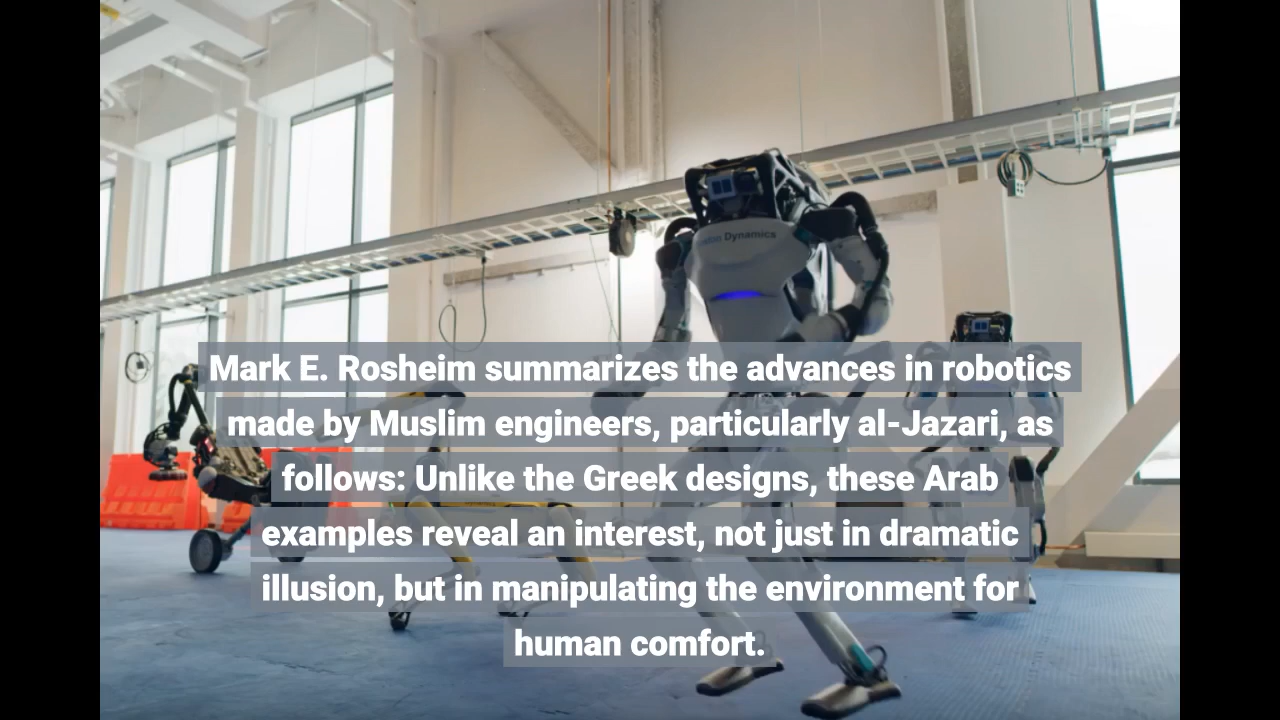 Dynamics
Mark E. Rosheim summarizes the advances in robotics
made by Muslim engineers, particularly al-Jazari, as
follows: Unlike the Greek designs, these Arab
examples reveal an interest, not just in dramatic
illusion, but in manipulating the environment for
human comfort.